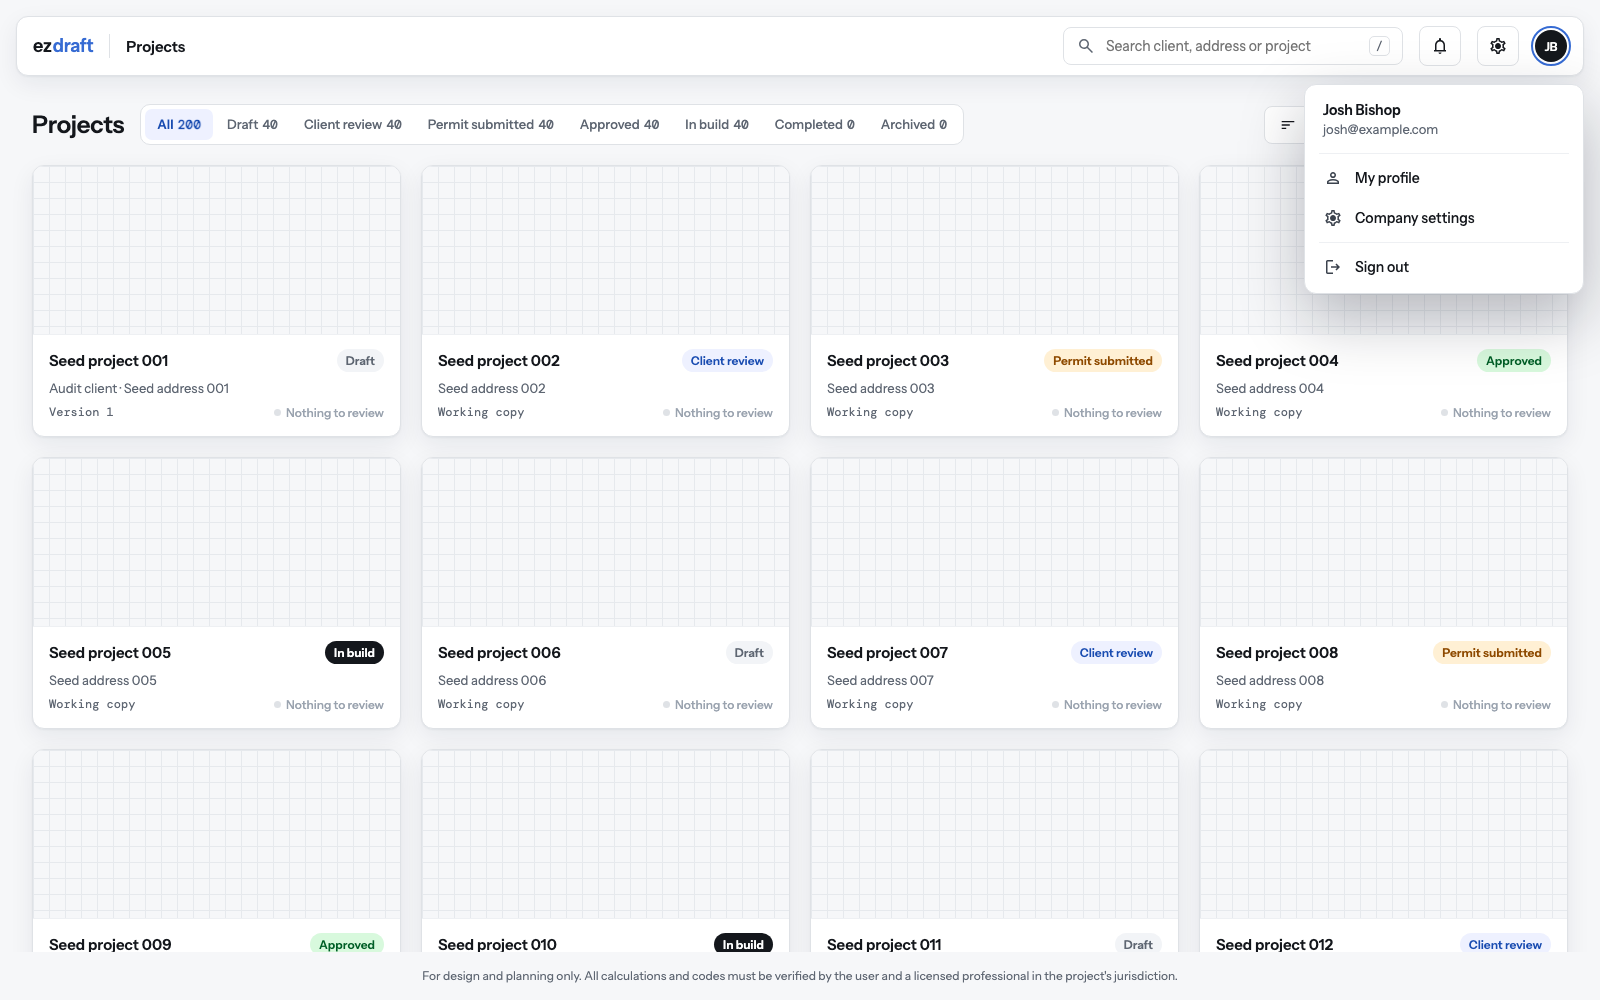 ezdraft
Projects
Search client, address or project
/
JB
Josh Bishop
josh@example.com
My profile
Company settings
Sign out
Projects
All 200
Draft 40
Client review 40
Permit submitted 40
Approved 40
In build 40
Completed 0
Archived 0
Seed project 001
Draft
Audit client · Seed address 001
Version 1
Nothing to review
Seed project 002
Client review
Seed address 002
Working copy
Nothing to review
Seed project 003
Permit submitted
Seed address 003
Working copy
Nothing to review
Seed project 004
Approved
Seed address 004
Working copy
Nothing to review
Seed project 005
In build
Seed address 005
Working copy
Nothing to review
Seed project 006
Draft
Seed address 006
Working copy
Nothing to review
Seed project 007
Client review
Seed address 007
Working copy
Nothing to review
Seed project 008
Permit submitted
Seed address 008
Working copy
Nothing to review
Seed project 009
Approved
Seed project 010
In build
Seed project 011
Draft
Seed project 012
Client review
For design and planning only. All calculations and codes must be verified by the user and a licensed professional in the project's jurisdiction.